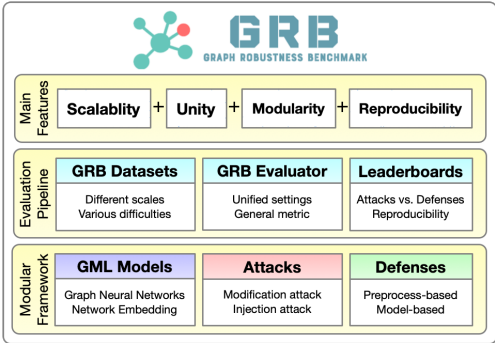 GRB
GRAPH ROBUSTNESS BENCHMARK
Main Features
Scalablity + Unity + Modularity + Reproducibility
Evaluation Pipeline
GRB Datasets
Different scales
Various difficulties
GRB Evaluator
Unified settings
General metric
Leaderboards
Attacks vs. Defenses
Reproducibility
Modular Framework
GML Models
Graph Neural Networks
Network Embedding
Attacks
Modification attack
Injection attack
Defenses
Preprocess-based
Model-based